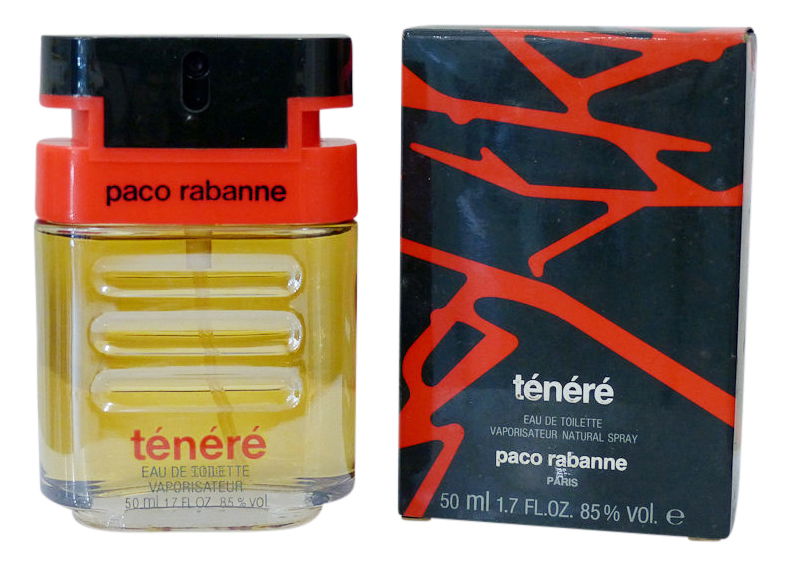 paco rabanne
ténéré
EAU DE TOILETTE
VAPORISATEUR
50 ml 1.7 FL.OZ. 85% vol
ténéré
EAU DE TOILETTE
VAPORISATEUR NATURAL SPRAY
paco rabanne
PARIS
50 ml 1.7 FL.OZ. 85% vol. e